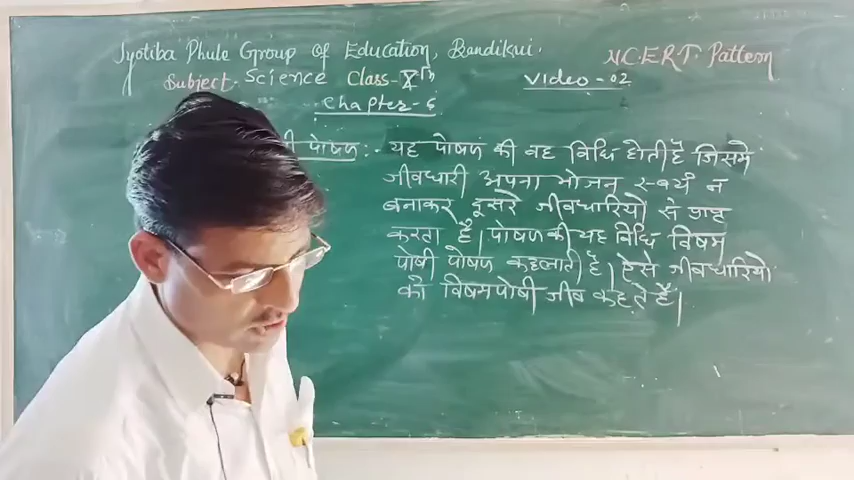 Jyotiba Phule Group of Education, Bandikui.
N.C.E.R.T. Pattern
Subject. Science Class-Xth
Video-02
Chapter-6
पोषण :- यह पोषण की वह विधि होती है जिसमे
जीवधारी अपना भोजन स्वयं न
बनाकर दूसरे जीवधारियो से ग्राह
करता है। पोषण की यह विधि विषम
पोषी पोषण कहलाती है। ऐसे जीवधारियो
को विषमपोषी जीव कहते है।